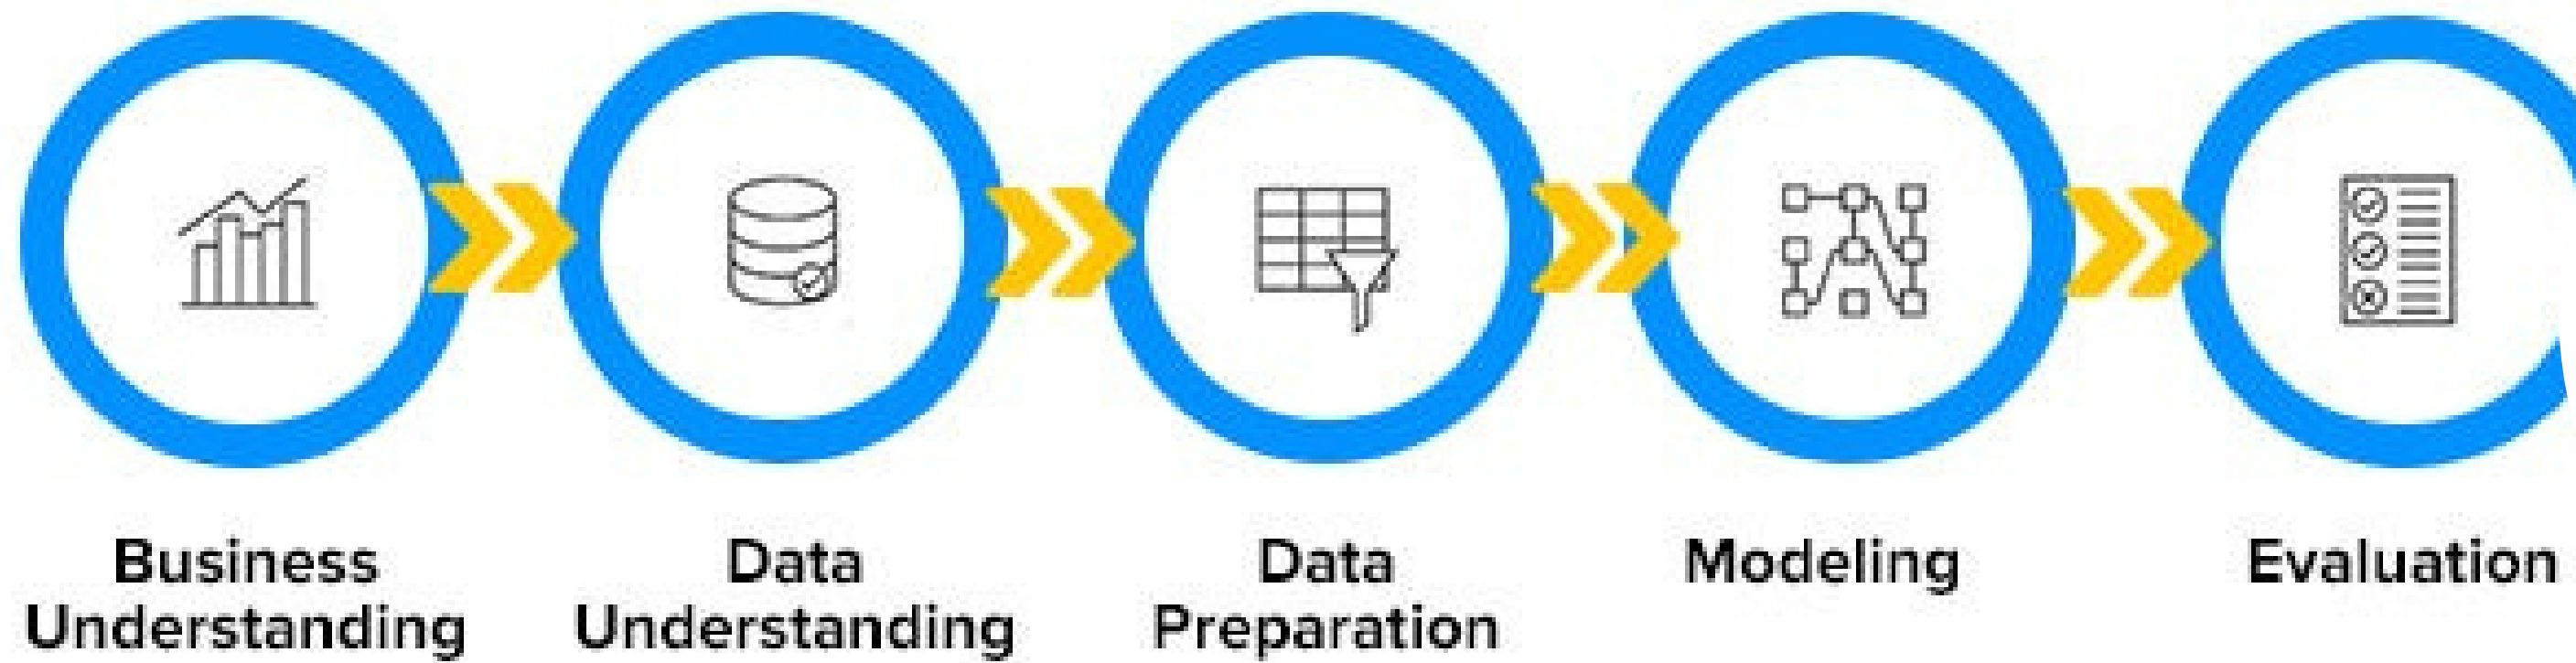 Business
Understanding
Data
Understanding
Data
Preparation
Modeling
Evaluation